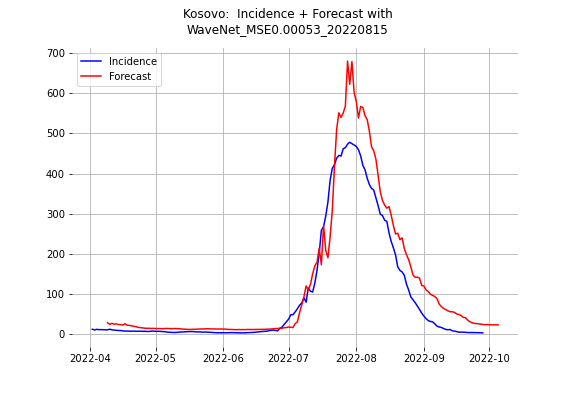 Kosovo:  Incidence + Forecast with
WaveNet_MSE0.00053_20220815
700
Incidence
Forecast
600
500
400
300
200
100
0
2022-04 2022-05 2022-06 2022-07 2022-08 2022-09 2022-10